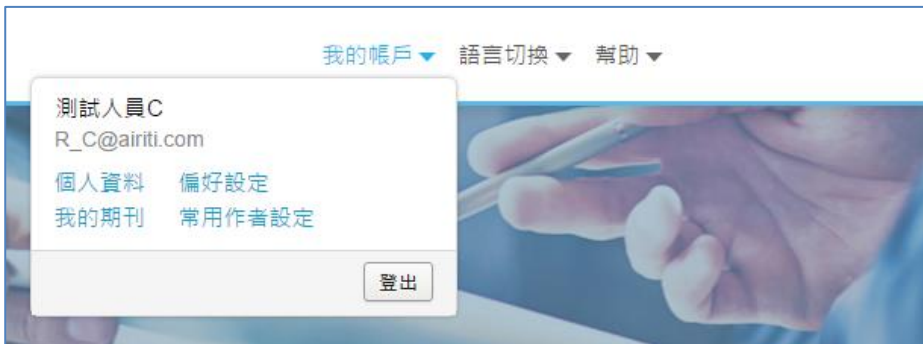 我的帳戶 語言切換 幫助
測試人員C
R_C@airiti.com
個人資料 偏好設定
我的期刊 常用作者設定
登出